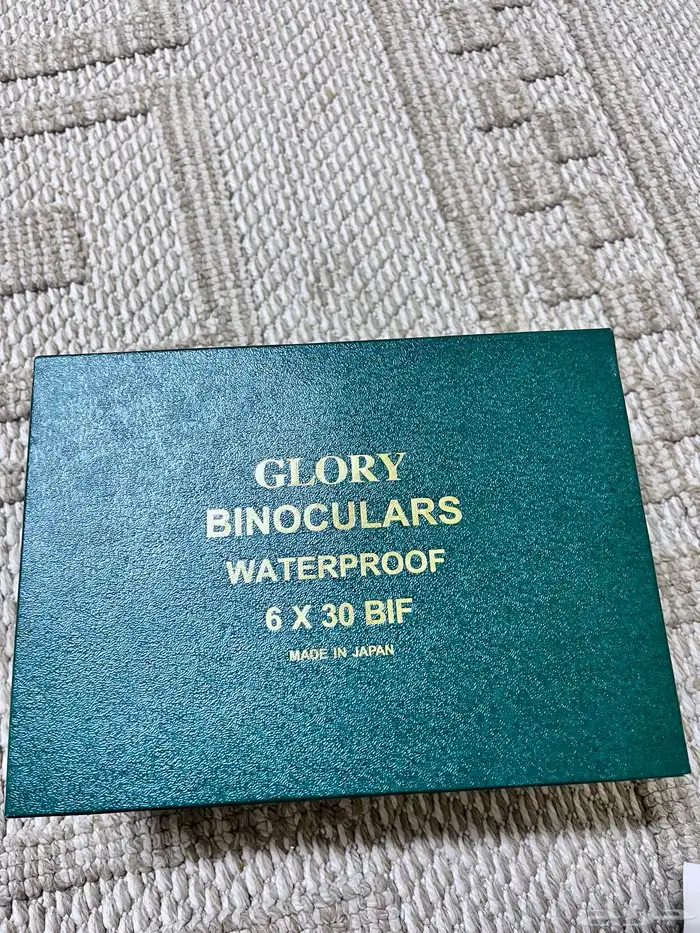 GLORY
BINOCULARS
WATERPROOF
6 X 30 BIF
MADE IN JAPAN